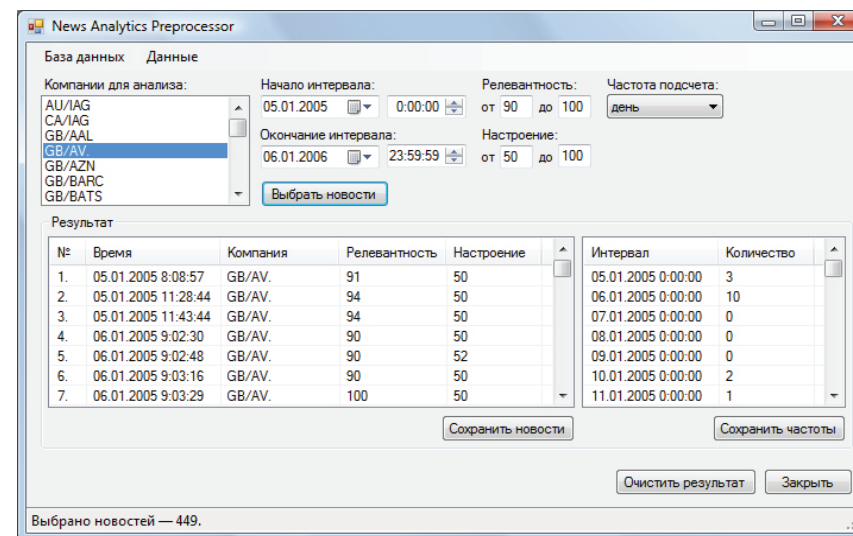 News Analytics Preprocessor
База данных Данные
Компании для анализа: Начало интервала: Релевантность: Частота подсчета:
AU/IAG 05.01.2005 0:00:00 от 90 до 100 день
CA/IAG
GB/AAL Окончание интервала: Настроение:
GB/AV. 06.01.2006 23:59:59 от 50 до 100
GB/AZN
GB/BARC
GB/BATS Выбрать новости
Результат
№ Время Компания Релевантность Настроение Интервал Количество
1. 05.01.2005 8:08:57 GB/AV. 91 50 05.01.2005 0:00:00 3
2. 05.01.2005 11:28:44 GB/AV. 94 50 06.01.2005 0:00:00 10
3. 05.01.2005 11:43:44 GB/AV. 94 50 07.01.2005 0:00:00 0
4. 06.01.2005 9:02:30 GB/AV. 90 50 08.01.2005 0:00:00 0
5. 06.01.2005 9:02:48 GB/AV. 90 52 09.01.2005 0:00:00 0
6. 06.01.2005 9:03:16 GB/AV. 90 50 10.01.2005 0:00:00 2
7. 06.01.2005 9:03:29 GB/AV. 100 50 11.01.2005 0:00:00 1
Сохранить новости Сохранить частоты
Очистить результат Закрыть
Выбрано новостей — 449.